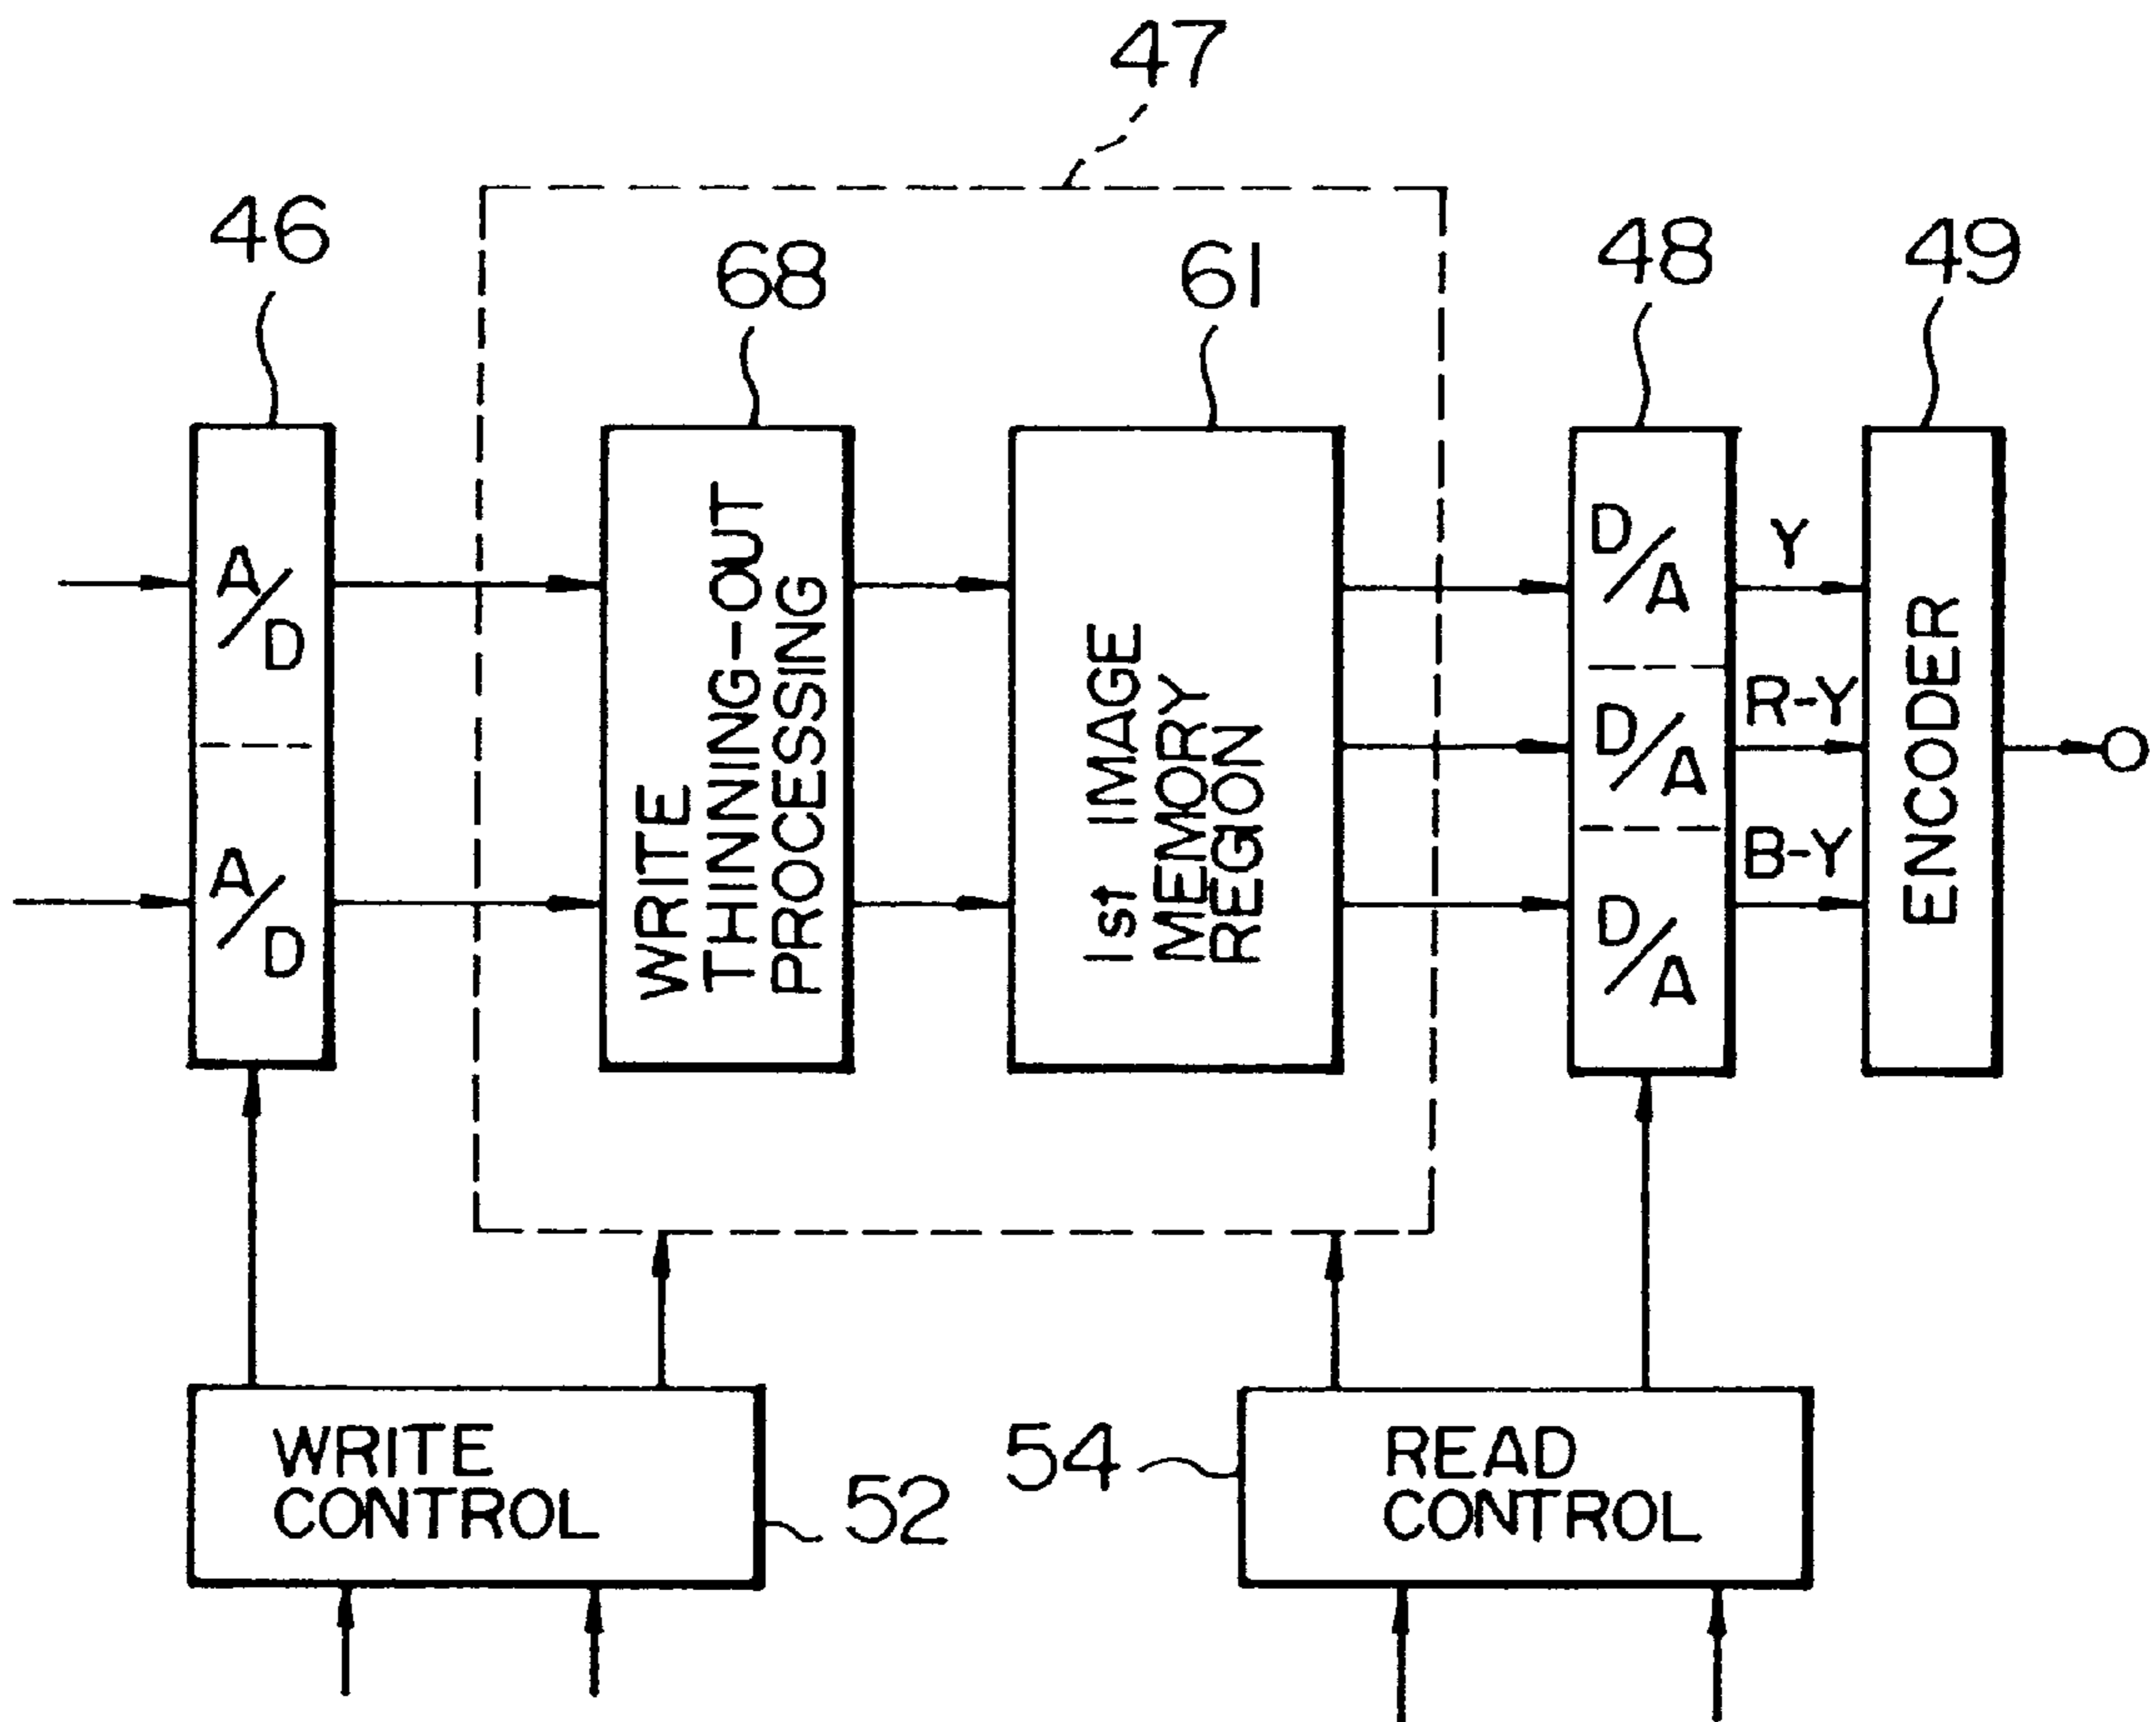 47
46
68
61
48
49
A/D
A/D
WRITE
THINNING-OUT
PROCESSING
1st IMAGE
MEMORY
REGION
D/A
D/A
D/A
Y
R-Y
B-Y
ENCODER
WRITE
CONTROL
52
54
READ
CONTROL